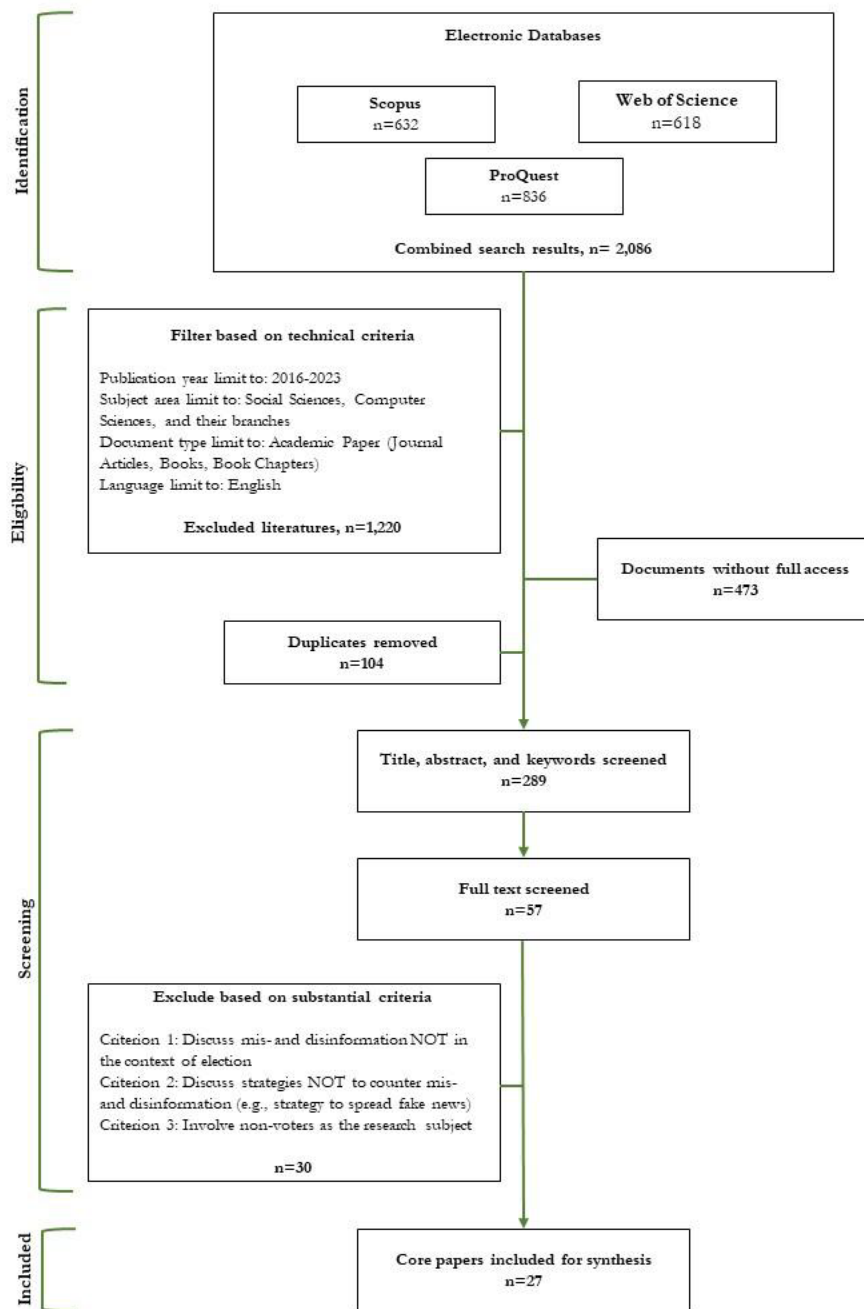 Identification
Electronic Databases
Scopus
n=632
Web of Science
n=618
ProQuest
n=836
Combined search results, n= 2,086
Eligibility
Filter based on technical criteria
Publication year limit to: 2016-2023
Subject area limit to: Social Sciences, Computer
Sciences, and their branches
Document type limit to: Academic Paper (Journal
Articles, Books, Book Chapters)
Language limit to: English
Excluded literatures, n=1,220
Documents without full access
n=473
Duplicates removed
n=104
Screening
Title, abstract, and keywords screened
n=289
Full text screened
n=57
Exclude based on substantial criteria
Criterion 1: Discuss mis- and disinformation NOT in
the context of election
Criterion 2: Discuss strategies NOT to counter mis-
and disinformation (e.g., strategy to spread fake news)
Criterion 3: Involve non-voters as the research subject
n=30
Included
Core papers included for synthesis
n=27